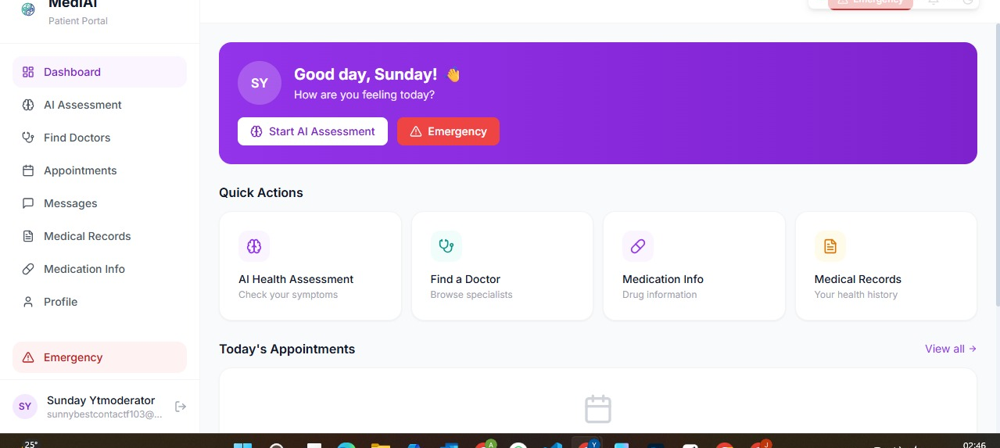 MediAI
Patient Portal
Dashboard
AI Assessment
Find Doctors
Appointments
Messages
Medical Records
Medication Info
Profile
Emergency
SY
Sunday Ytmoderator
sunnybestcontactf103@...
Emergency
SY
Good day, Sunday! 👋
How are you feeling today?
Start AI Assessment
Emergency
Quick Actions
AI Health Assessment
Check your symptoms
Find a Doctor
Browse specialists
Medication Info
Drug information
Medical Records
Your health history
Today's Appointments
View all →
25°
A
Y
J
02:46